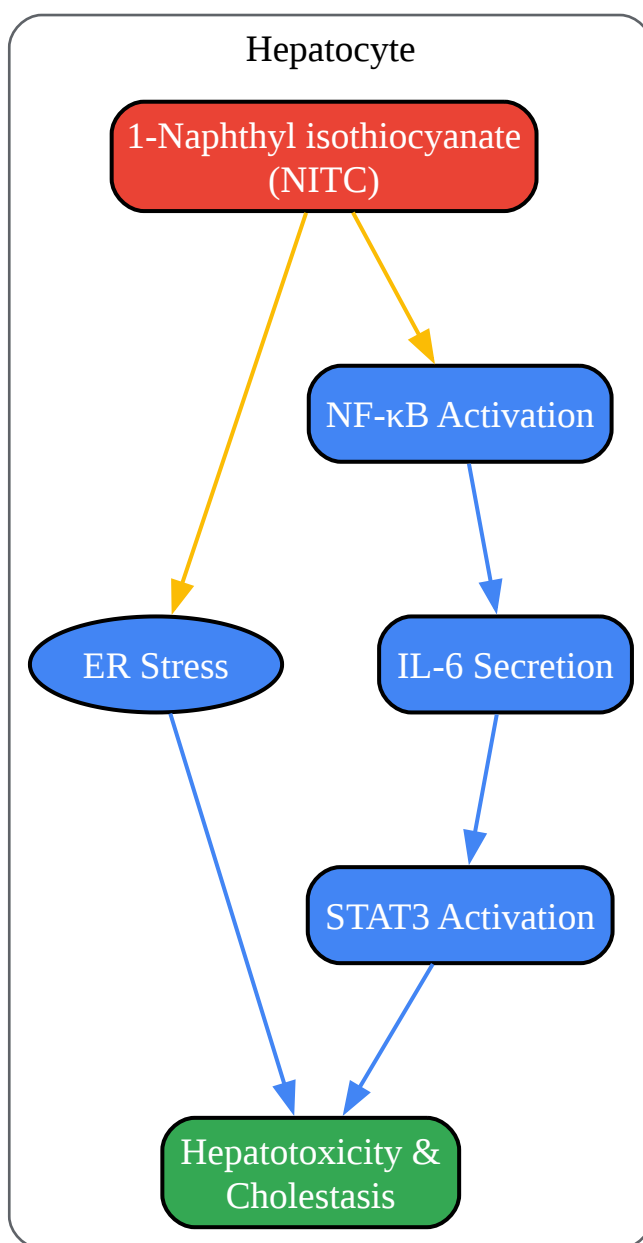 Hepatocyte
1-Naphthyl isothiocyanate
(NITC)
NF-κB Activation
ER Stress
IL-6 Secretion
STAT3 Activation
Hepatotoxicity &
Cholestasis